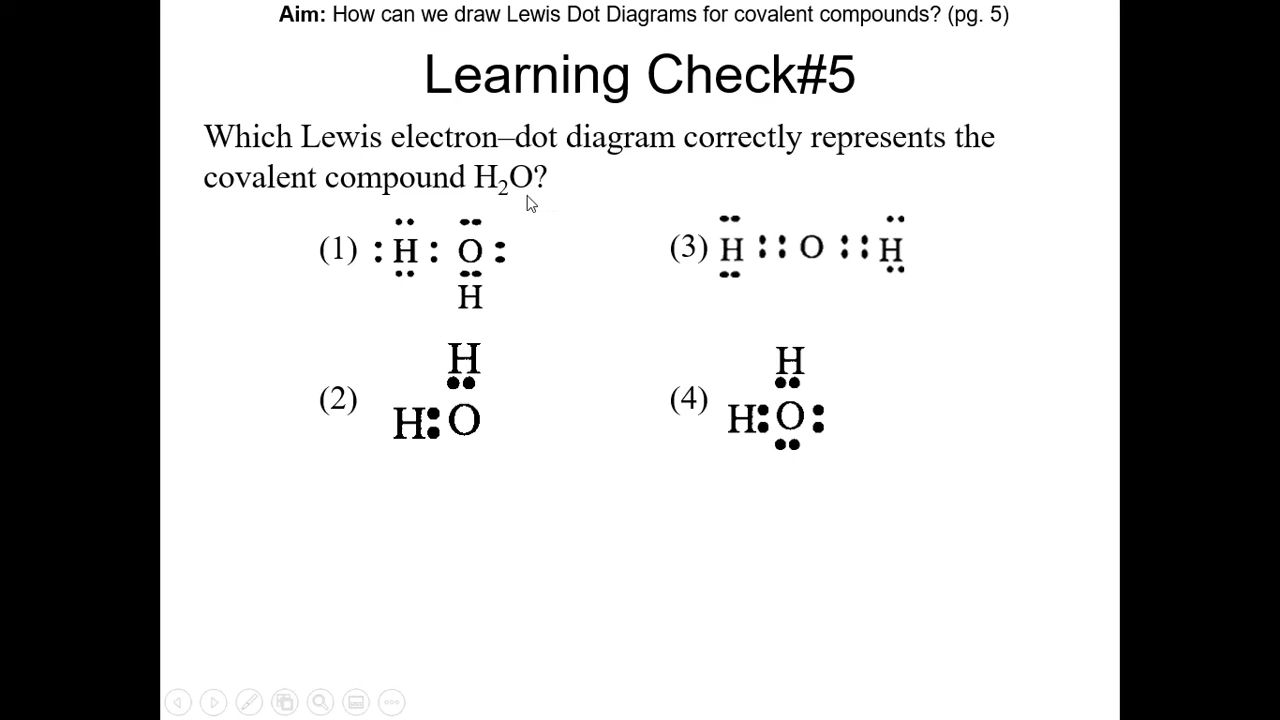 Aim: How can we draw Lewis Dot Diagrams for covalent compounds? (pg. 5)
Learning Check#5
Which Lewis electron–dot diagram correctly represents the
covalent compound H₂O?
(1) : H : O :
H
(3) H :: O :: H
H
(2) H:O
H
(4) H:O: